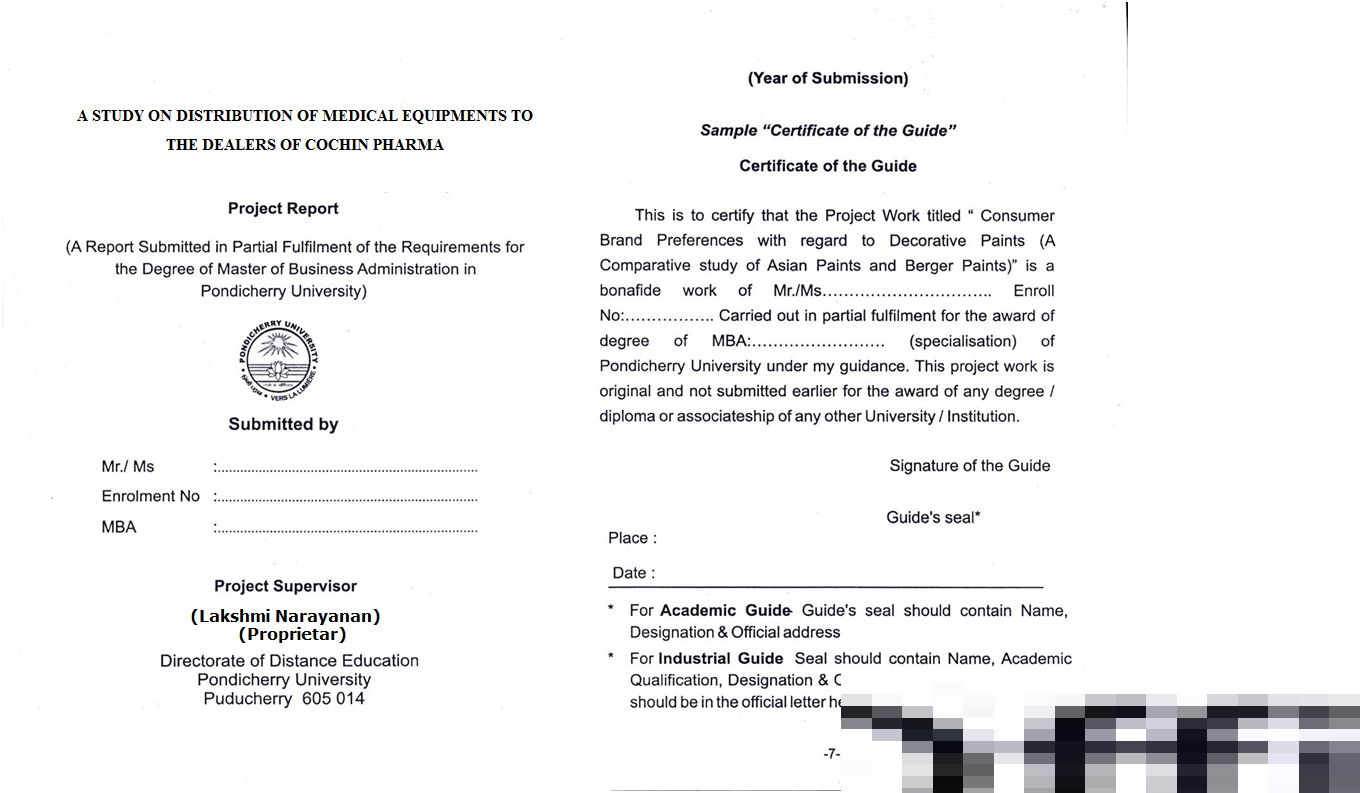 A STUDY ON DISTRIBUTION OF MEDICAL EQUIPMENTS TO
THE DEALERS OF COCHIN PHARMA
Project Report
(A Report Submitted in Partial Fulfilment of the Requirements for
the Degree of Master of Business Administration in
Pondicherry University)
PONDICHERRY UNIVERSITY
VERS LA LUMIÈRE
Submitted by
Mr./ Ms :..........................................................................
Enrolment No :..........................................................................
MBA :..........................................................................
Project Supervisor
(Lakshmi Narayanan)
(Proprietar)
Directorate of Distance Education
Pondicherry University
Puducherry 605 014
(Year of Submission)
Sample “Certificate of the Guide”
Certificate of the Guide
This is to certify that the Project Work titled “ Consumer
Brand Preferences with regard to Decorative Paints (A
Comparative study of Asian Paints and Berger Paints)” is a
bonafide work of Mr./Ms................................ Enroll
No:................. Carried out in partial fulfilment for the award of
degree of MBA:......................... (specialisation) of
Pondicherry University under my guidance. This project work is
original and not submitted earlier for the award of any degree /
diploma or associateship of any other University / Institution.
Signature of the Guide
Guide's seal*
Place :
Date :
* For Academic Guide- Guide's seal should contain Name,
Designation & Official address
* For Industrial Guide Seal should contain Name, Academic
Qualification, Designation &
should be in the official letter
-7-